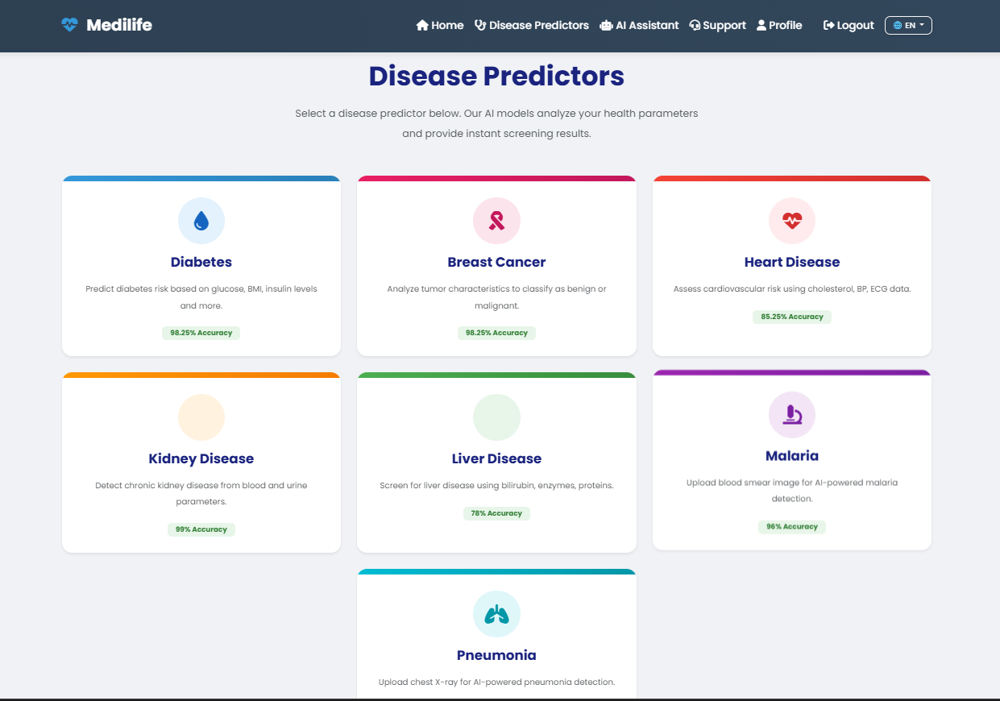 Medilife
Home
Disease Predictors
AI Assistant
Support
Profile
Logout
EN
Disease Predictors
Select a disease predictor below. Our AI models analyze your health parameters
and provide instant screening results.
Diabetes
Predict diabetes risk based on glucose, BMI, insulin levels
and more.
98.25% Accuracy
Breast Cancer
Analyze tumor characteristics to classify as benign or
malignant.
98.25% Accuracy
Heart Disease
Assess cardiovascular risk using cholesterol, BP, ECG data.
85.25% Accuracy
Kidney Disease
Detect chronic kidney disease from blood and urine
parameters.
99% Accuracy
Liver Disease
Screen for liver disease using bilirubin, enzymes, proteins.
78% Accuracy
Malaria
Upload blood smear image for AI-powered malaria
detection.
96% Accuracy
Pneumonia
Upload chest X-ray for AI-powered pneumonia detection.